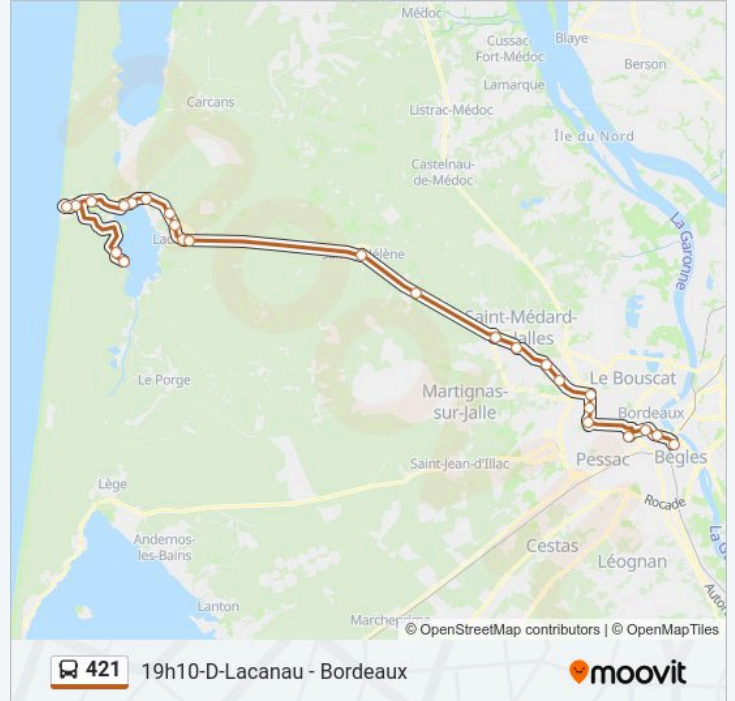 Médoc
Cussac-
Fort-Médoc
Blaye
Lamarque
Berson
Carcans
Listrac-Médoc
Île du Nord
Castelnau-
de-Médoc
La Garonne
Saint-Médard-
Le Porge
Le Bouscat
Martignas-
sur-Jalle
Bordeaux
Saint-Jean-d'Illac
Pessac
Bègles
Lège
Rocade
Andernos-
les-Bains
Cestas
Léognan
Lanton
© OpenStreetMap contributors | © OpenMapTiles
421
19h10-D-Lacanau - Bordeaux
moovit